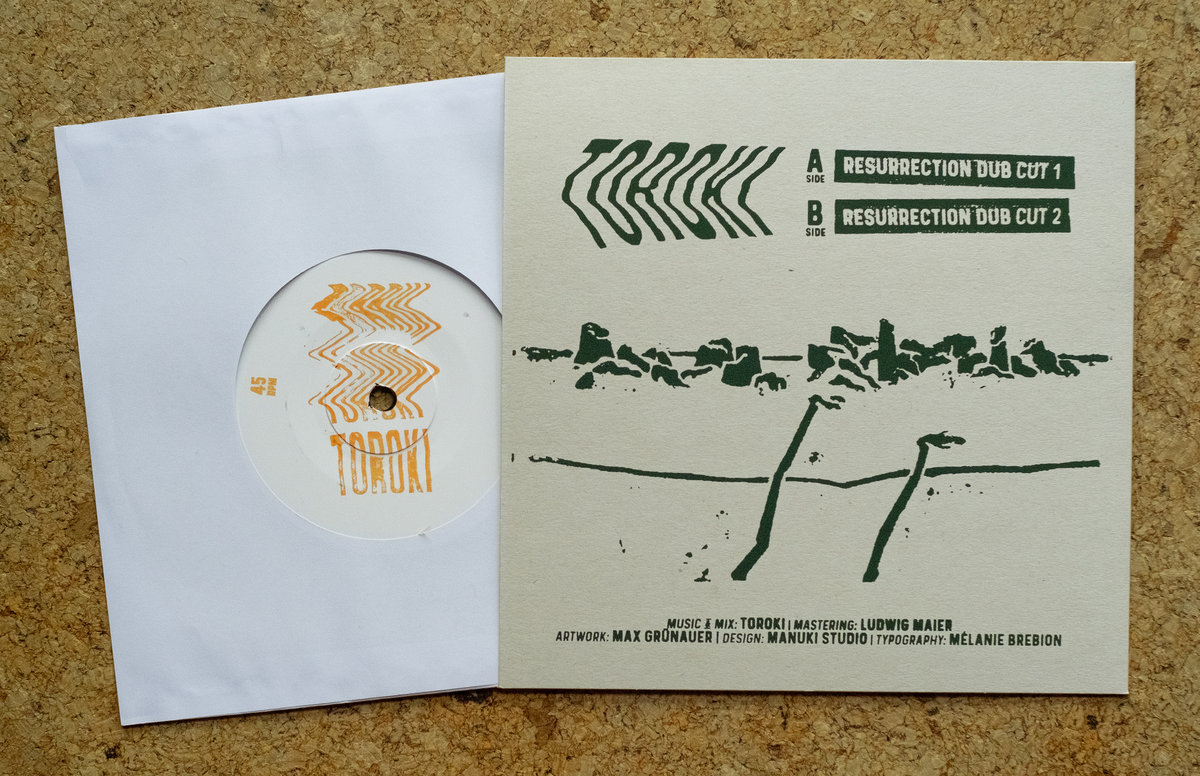 TOROKI
A SIDE RESURRECTION DUB CUT 1
B SIDE RESURRECTION DUB CUT 2
MUSIC & MIX: TOROKI | MASTERING: LUDWIG MAIER
ARTWORK: MAX GRÜNAUER | DESIGN: MANUKI STUDIO | TYPOGRAPHY: MÉLANIE BREBION
45 RPM
TOROKI
TOROKI